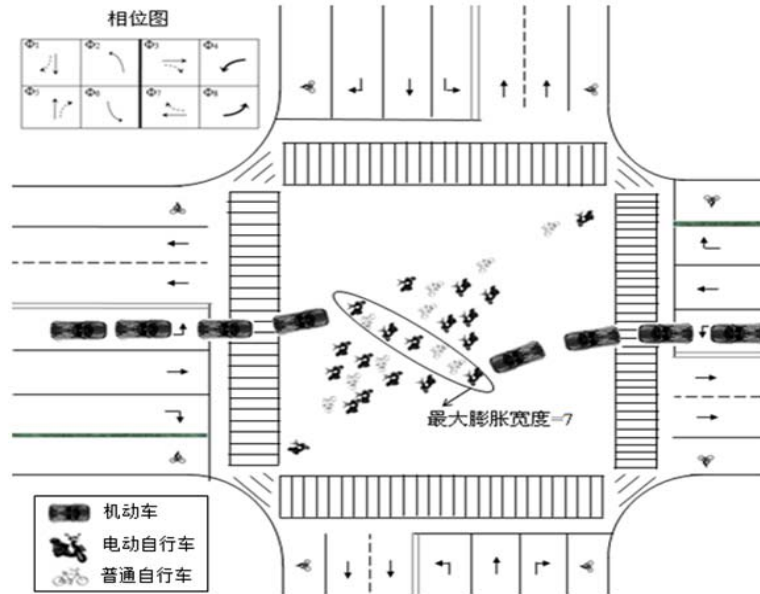 相位图
Φ1 Φ2 Φ3 Φ4
Φ5 Φ6 Φ7 Φ8
最大膨胀宽度=7
机动车
电动自行车
普通自行车